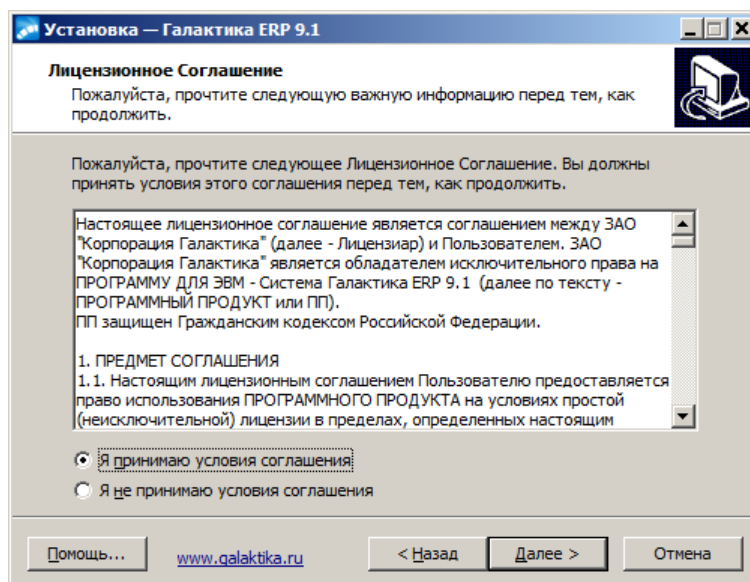 Установка — Галактика ERP 9.1
Лицензионное Соглашение
Пожалуйста, прочтите следующую важную информацию перед тем, как
продолжить.
Пожалуйста, прочтите следующее Лицензионное Соглашение. Вы должны
принять условия этого соглашения перед тем, как продолжить.
Настоящее лицензионное соглашение является соглашением между ЗАО
"Корпорация Галактика" (далее - Лицензиар) и Пользователем. ЗАО
"Корпорация Галактика" является обладателем исключительного права на
ПРОГРАММУ ДЛЯ ЭВМ - Система Галактика ERP 9.1 (далее по тексту -
ПРОГРАММНЫЙ ПРОДУКТ или ПП).
ПП защищен Гражданским кодексом Российской Федерации.
1. ПРЕДМЕТ СОГЛАШЕНИЯ
1.1. Настоящим лицензионным соглашением Пользователю предоставляется
право использования ПРОГРАММНОГО ПРОДУКТА на условиях простой
(неисключительной) лицензии в пределах, определенных настоящим
Я принимаю условия соглашения
Я не принимаю условия соглашения
Помощь... www.galaktika.ru < Назад Далее > Отмена